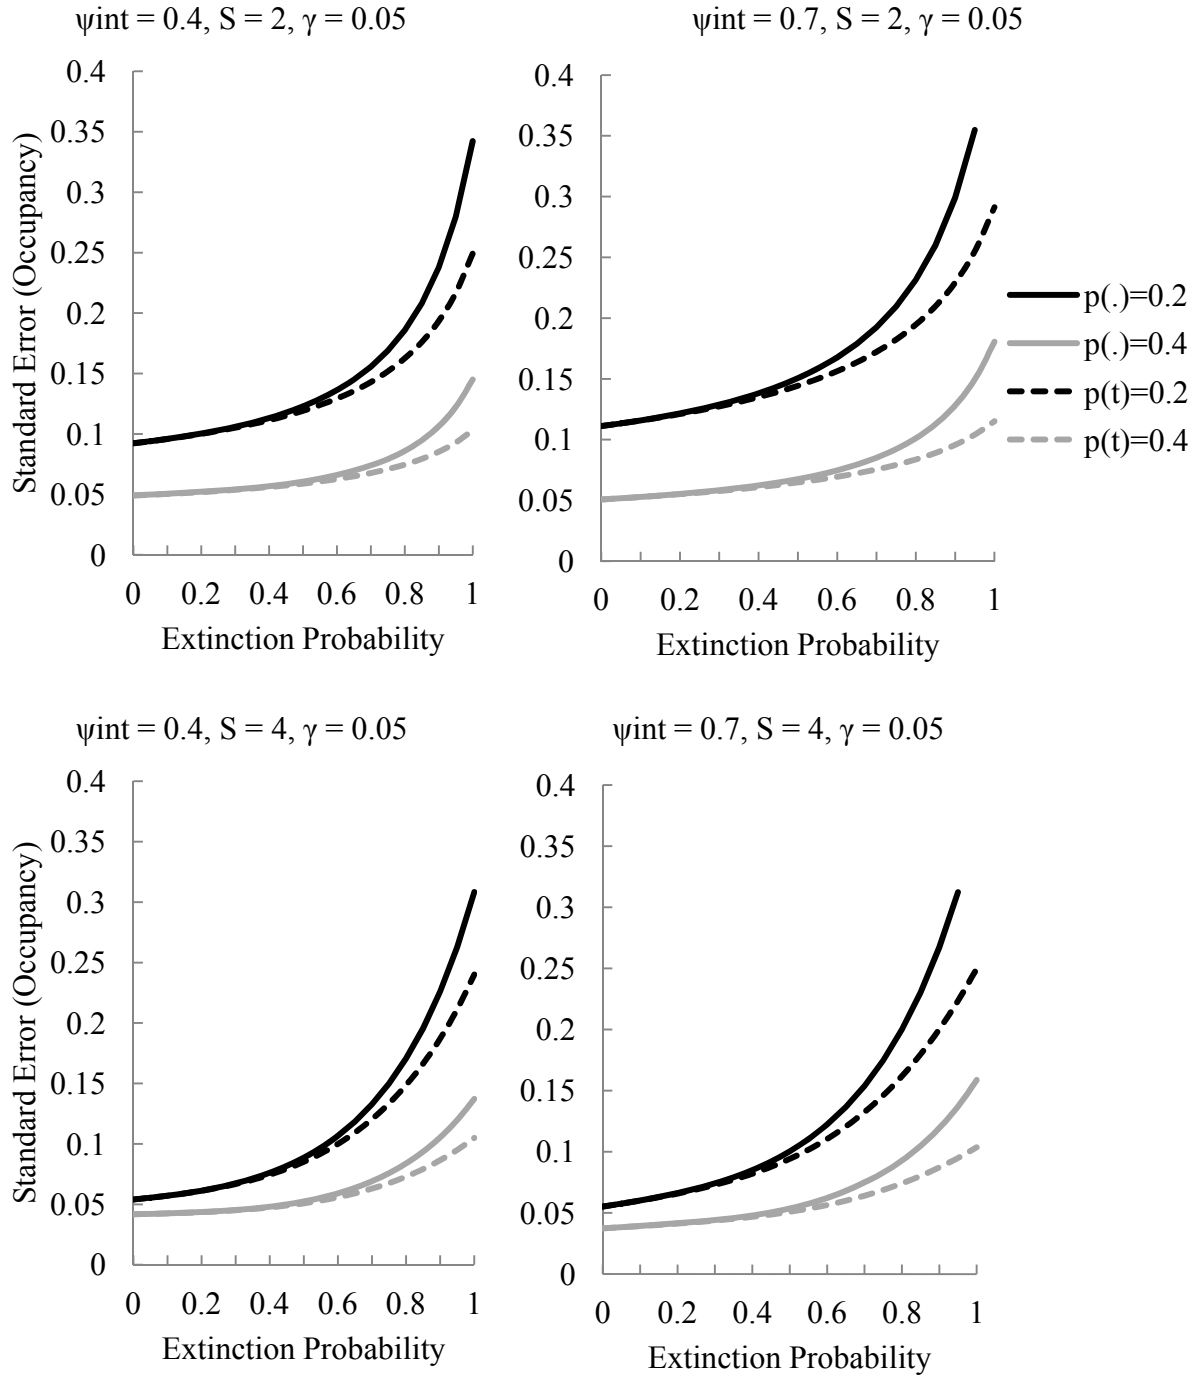 ψint = 0.4, S = 2, γ = 0.05
ψint = 0.7, S = 2, γ = 0.05
Standard Error (Occupancy)
0.4
0.35
0.3
0.25
0.2
0.15
0.1
0.05
0
0 0.2 0.4 0.6 0.8 1
Extinction Probability
0.4
0.35
0.3
0.25
0.2
0.15
0.1
0.05
0
0 0.2 0.4 0.6 0.8 1
Extinction Probability
p(.)=0.2
p(.)=0.4
p(t)=0.2
p(t)=0.4
ψint = 0.4, S = 4, γ = 0.05
ψint = 0.7, S = 4, γ = 0.05
Standard Error (Occupancy)
0.4
0.35
0.3
0.25
0.2
0.15
0.1
0.05
0
0 0.2 0.4 0.6 0.8 1
Extinction Probability
0.4
0.35
0.3
0.25
0.2
0.15
0.1
0.05
0
0 0.2 0.4 0.6 0.8 1
Extinction Probability